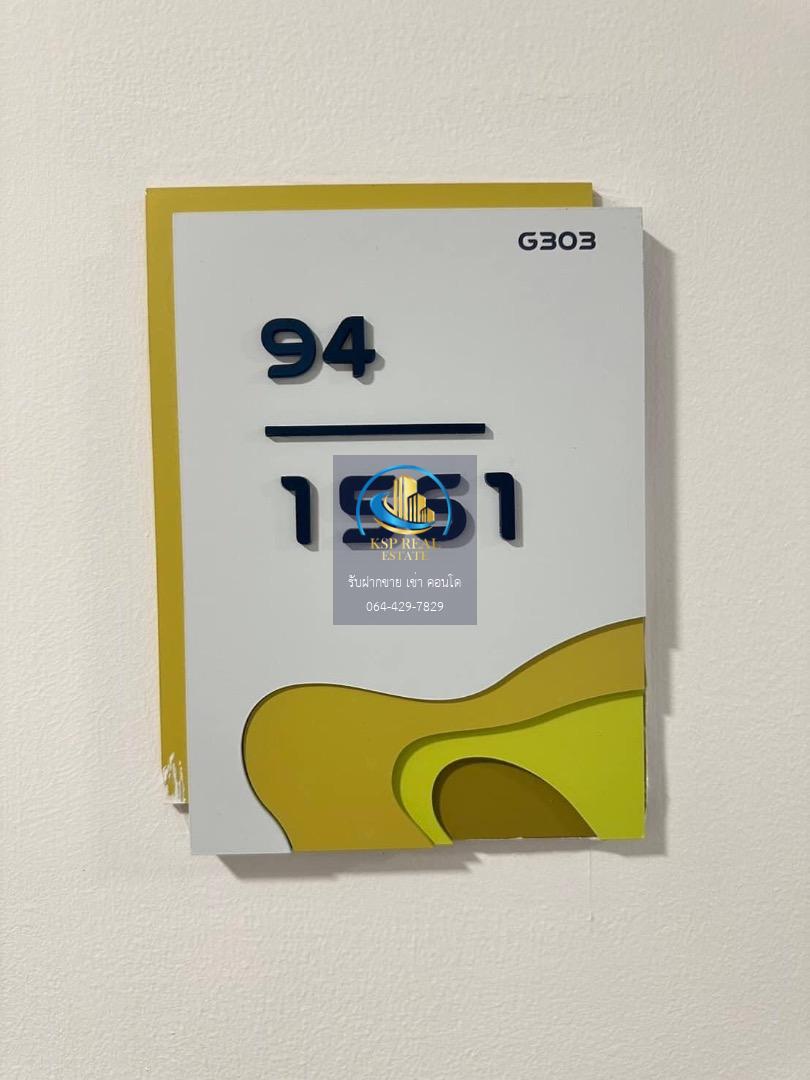 G303
94
1551
KSP REAL
ESTATE
รับฝากขาย เช่า คอนโด
064-429-7829